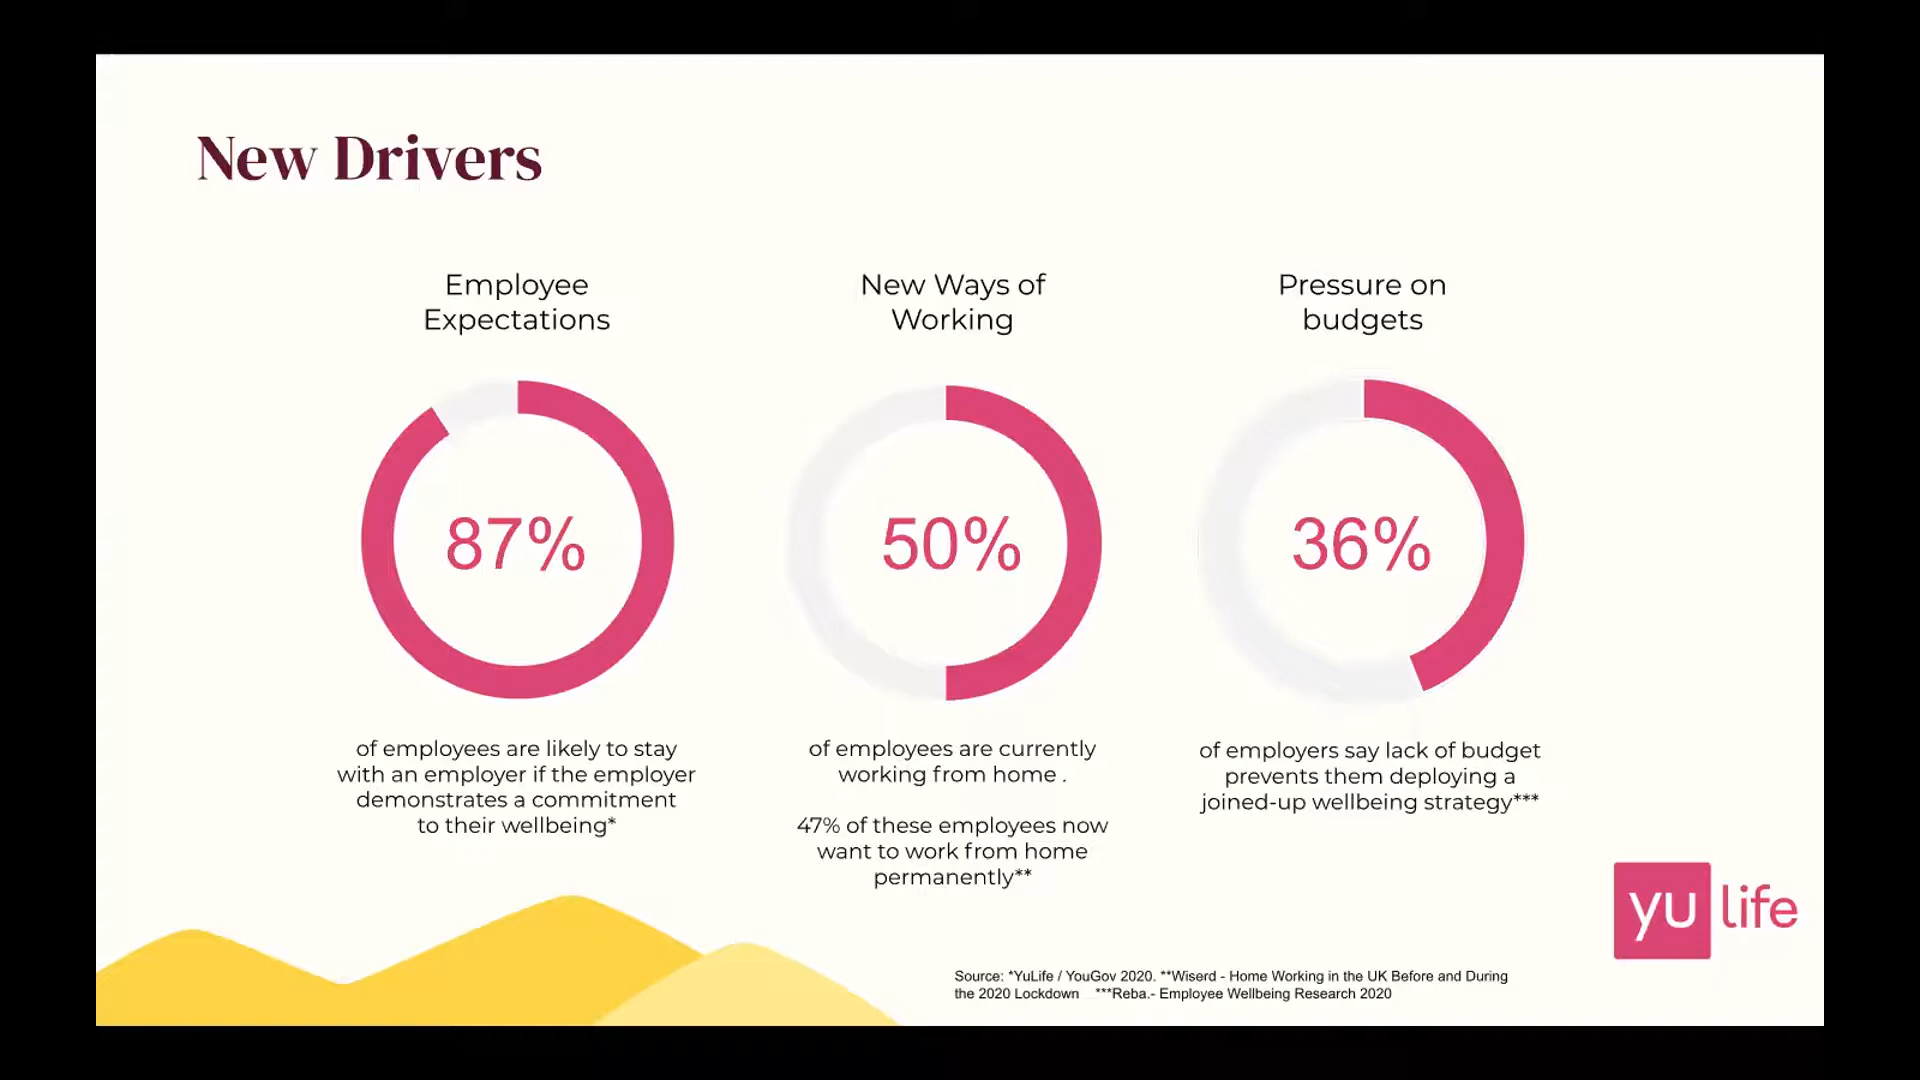 New Drivers
Employee
Expectations
87%
of employees are likely to stay
with an employer if the employer
demonstrates a commitment
to their wellbeing*
New Ways of
Working
50%
of employees are currently
working from home .
47% of these employees now
want to work from home
permanently**
Pressure on
budgets
36%
of employers say lack of budget
prevents them deploying a
joined-up wellbeing strategy***
yu life
Source: *YuLife / YouGov 2020. **Wiserd - Home Working in the UK Before and During
the 2020 Lockdown ***Reba.- Employee Wellbeing Research 2020